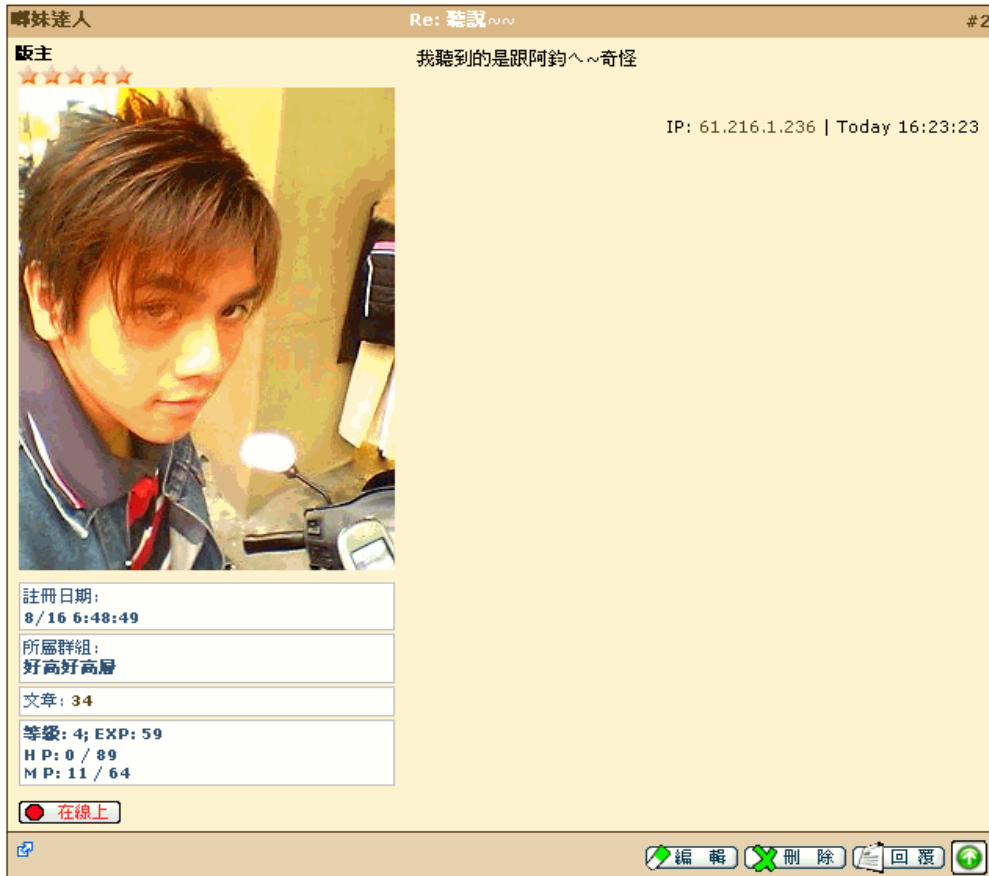 啷妹達人 Re: 聽說~~ #2
版主
我聽到的是跟阿鈞ㄟ~奇怪
IP: 61.216.1.236 | Today 16:23:23
註冊日期:
8/16 6:48:49
所屬群組:
好高好高層
文章: 34
等級: 4; EXP: 59
H P: 0 / 89
M P: 11 / 64
在線上
編 輯 刪 除 回 覆